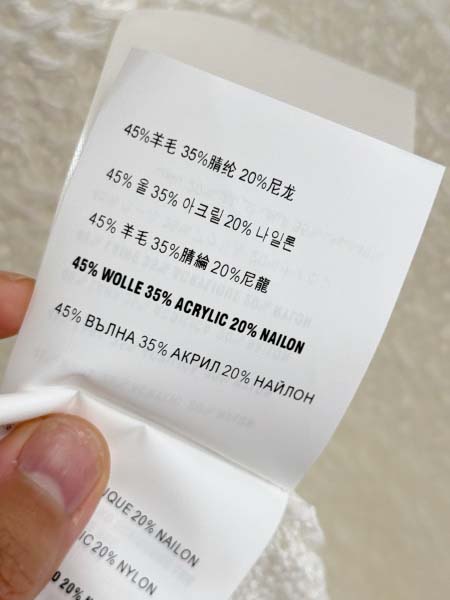 45%羊毛 35%腈纶 20%尼龙
45% 울 35% 아크릴 20% 나일론
45% 羊毛 35%腈綸 20%尼龍
45% WOLLE 35% ACRYLIC 20% NAILON
45% ВЪЛНА 35% АКРИЛ 20% НАЙЛОН
20% NAILON
20% NYLON
20%